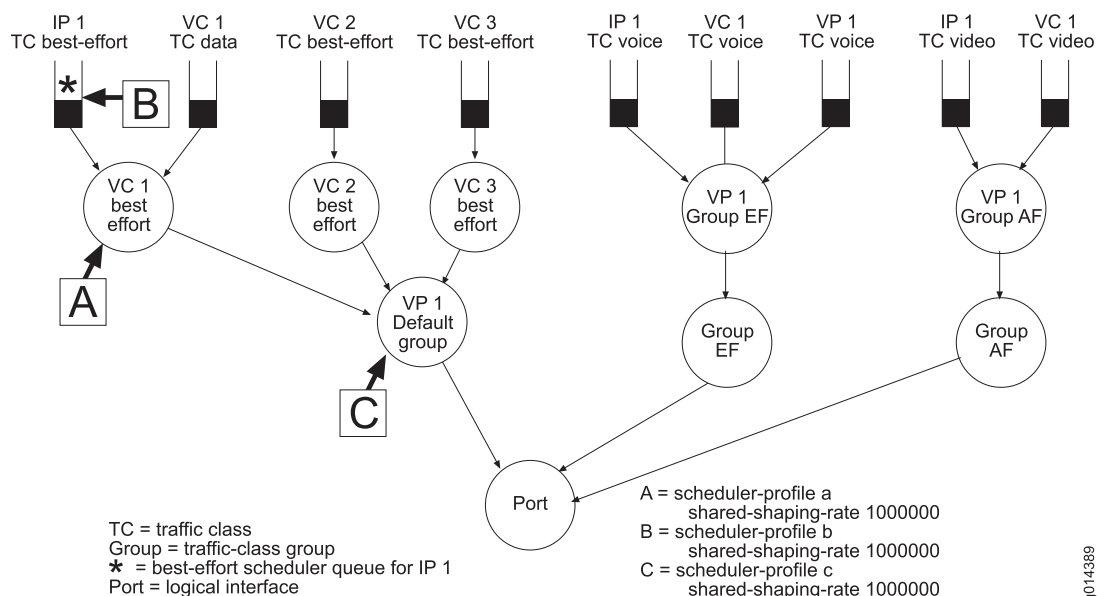 IP 1
TC best-effort
VC 1
TC data
VC 2
TC best-effort
VC 3
TC best-effort
IP 1
TC voice
VC 1
TC voice
VP 1
TC voice
IP 1
TC video
VC 1
TC video
*
B
VC 1
best
effort
VC 2
best
effort
VC 3
best
effort
VP 1
Group EF
VP 1
Group AF
A
VP 1
Default
group
Group
EF
Group
AF
C
Port
TC = traffic class
Group = traffic-class group
* = best-effort scheduler queue for IP 1
Port = logical interface
A = scheduler-profile a
shared-shaping-rate 1000000
B = scheduler-profile b
shared-shaping-rate 1000000
C = scheduler-profile c
shared-shaping-rate 1000000
g014389